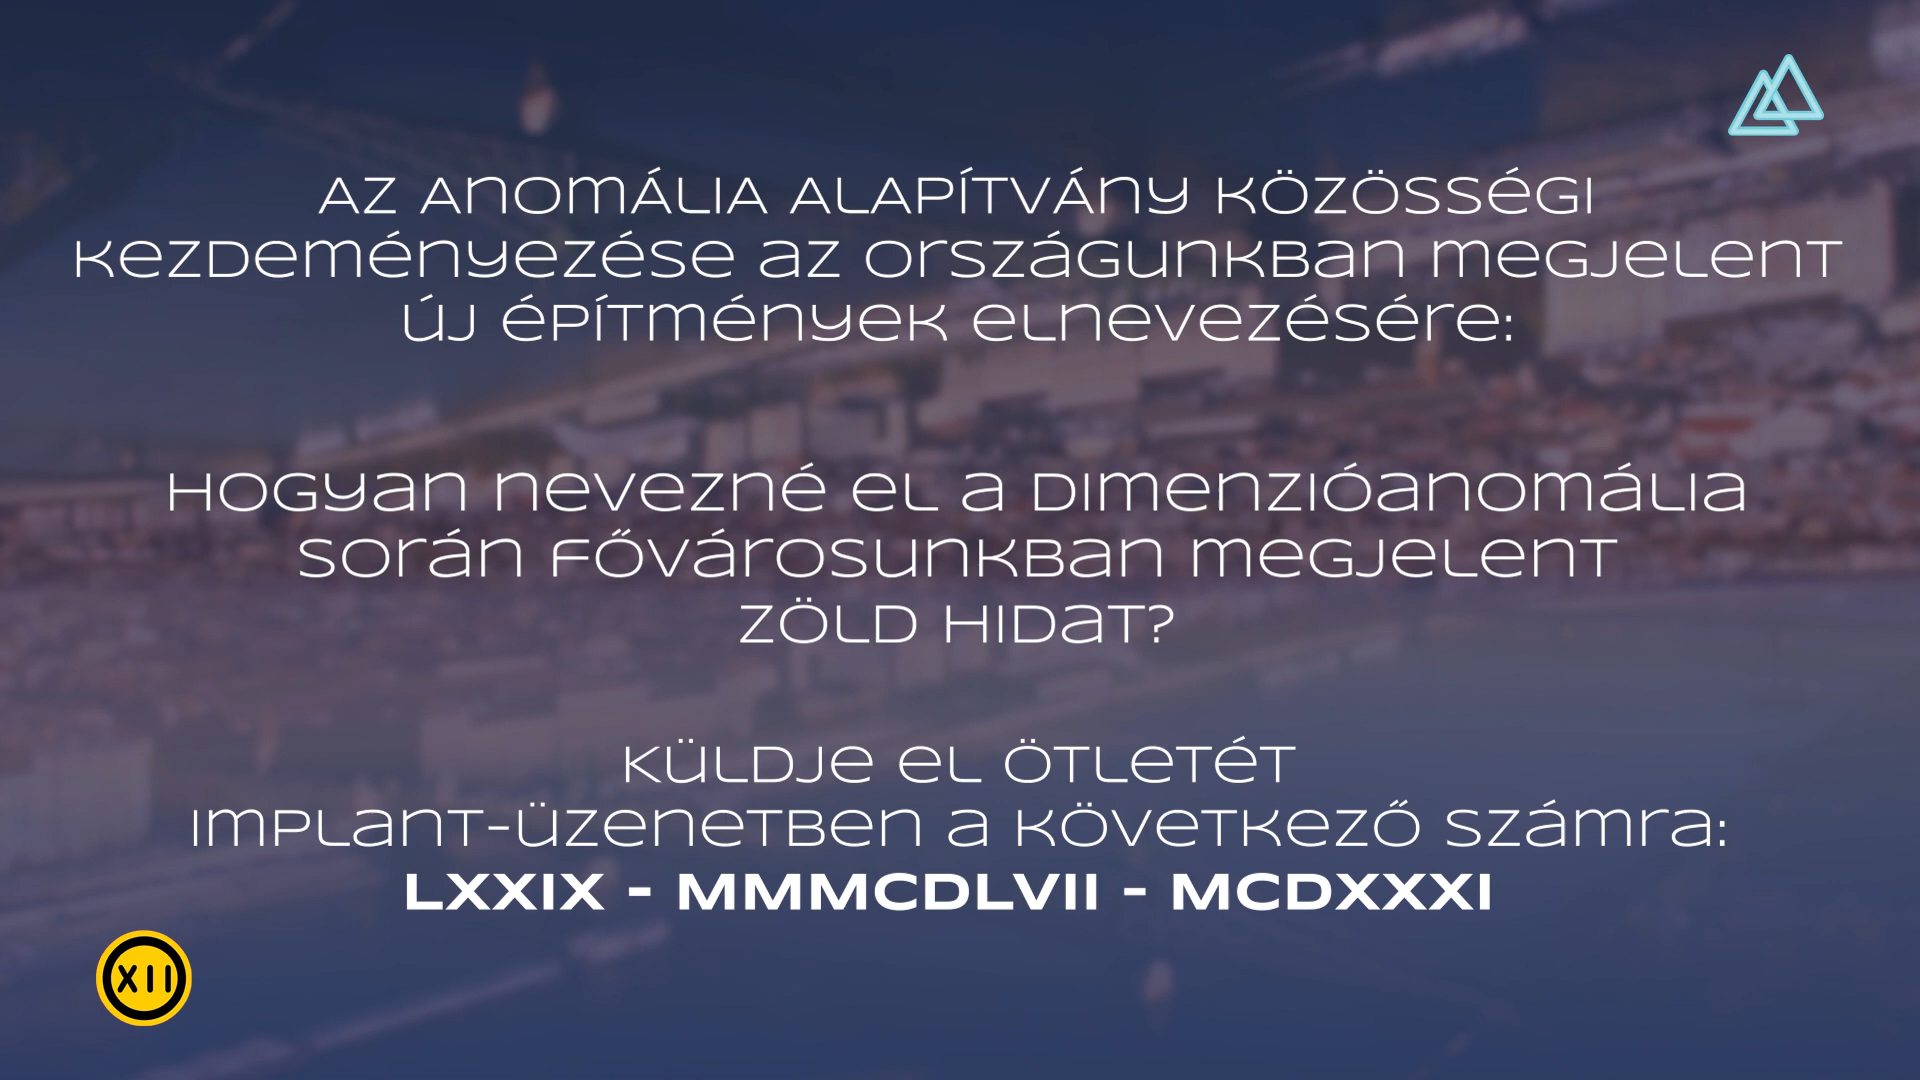 Az Anomália Alapítvány közösségi
kezdeményezése az országunkban megjelent
új építmények elnevezésére:
Hogyan nevezné el a dimenzióanomália
során fővárosunkban megjelent
zöld hidat?
Küldje el ötletét
implant-üzenetben a következő számra:
LXXIX - MMMCDLVII - MCDXXXI
XII